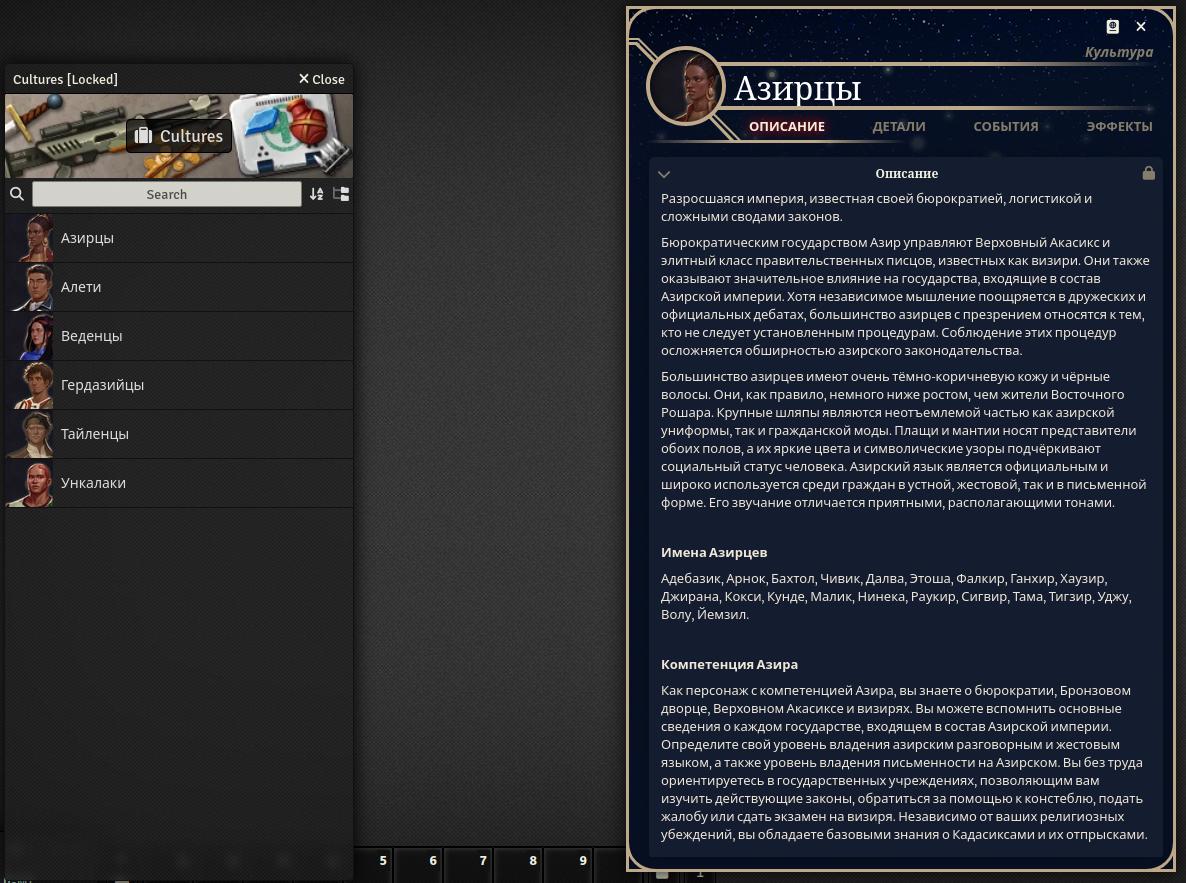 Cultures [Locked]
Close
Cultures
Search
Азирцы
Алети
Веденцы
Гердазийцы
Тайленцы
Ункалаки
5 6 7 8 9
1
Культура
Азирцы
ОПИСАНИЕ ДЕТАЛИ СОБЫТИЯ ЭФФЕКТЫ
Описание
Разросшаяся империя, известная своей бюрократией, логистикой и
сложными сводами законов.
Бюрократическим государством Азир управляют Верховный Акасикс и
элитный класс правительственных писцов, известных как визири. Они также
оказывают значительное влияние на государства, входящие в состав
Азирской империи. Хотя независимое мышление поощряется в дружеских и
официальных дебатах, большинство азирцев с презрением относятся к тем,
кто не следует установленным процедурам. Соблюдение этих процедур
осложняется обширностью азирского законодательства.
Большинство азирцев имеют очень тёмно-коричневую кожу и чёрные
волосы. Они, как правило, немного ниже ростом, чем жители Восточного
Рошара. Крупные шляпы являются неотъемлемой частью как азирской
униформы, так и гражданской моды. Плащи и мантии носят представители
обоих полов, а их яркие цвета и символические узоры подчёркивают
социальный статус человека. Азирский язык является официальным и
широко используется среди граждан в устной, жестовой, так и в письменной
форме. Его звучание отличается приятными, располагающими тонами.
Имена Азирцев
Адебазик, Арнок, Бахтол, Чивик, Далва, Этоша, Фалкир, Ганхир, Хаузир,
Джирана, Кокси, Кунде, Малик, Нинека, Раукир, Сигвир, Тама, Тигзир, Уджу,
Волу, Йемзил.
Компетенция Азира
Как персонаж с компетенцией Азира, вы знаете о бюрократии, Бронзовом
дворце, Верховном Акасиксе и визирях. Вы можете вспомнить основные
сведения о каждом государстве, входящем в состав Азирской империи.
Определите свой уровень владения азирским разговорным и жестовым
языком, а также уровень владения письменности на Азирском. Вы без труда
ориентируетесь в государственных учреждениях, позволяющим вам
изучить действующие законы, обратиться за помощью к констеблю, подать
жалобу или сдать экзамен на визиря. Независимо от ваших религиозных
убеждений, вы обладаете базовыми знания о Кадасиксами и их отпрысками.